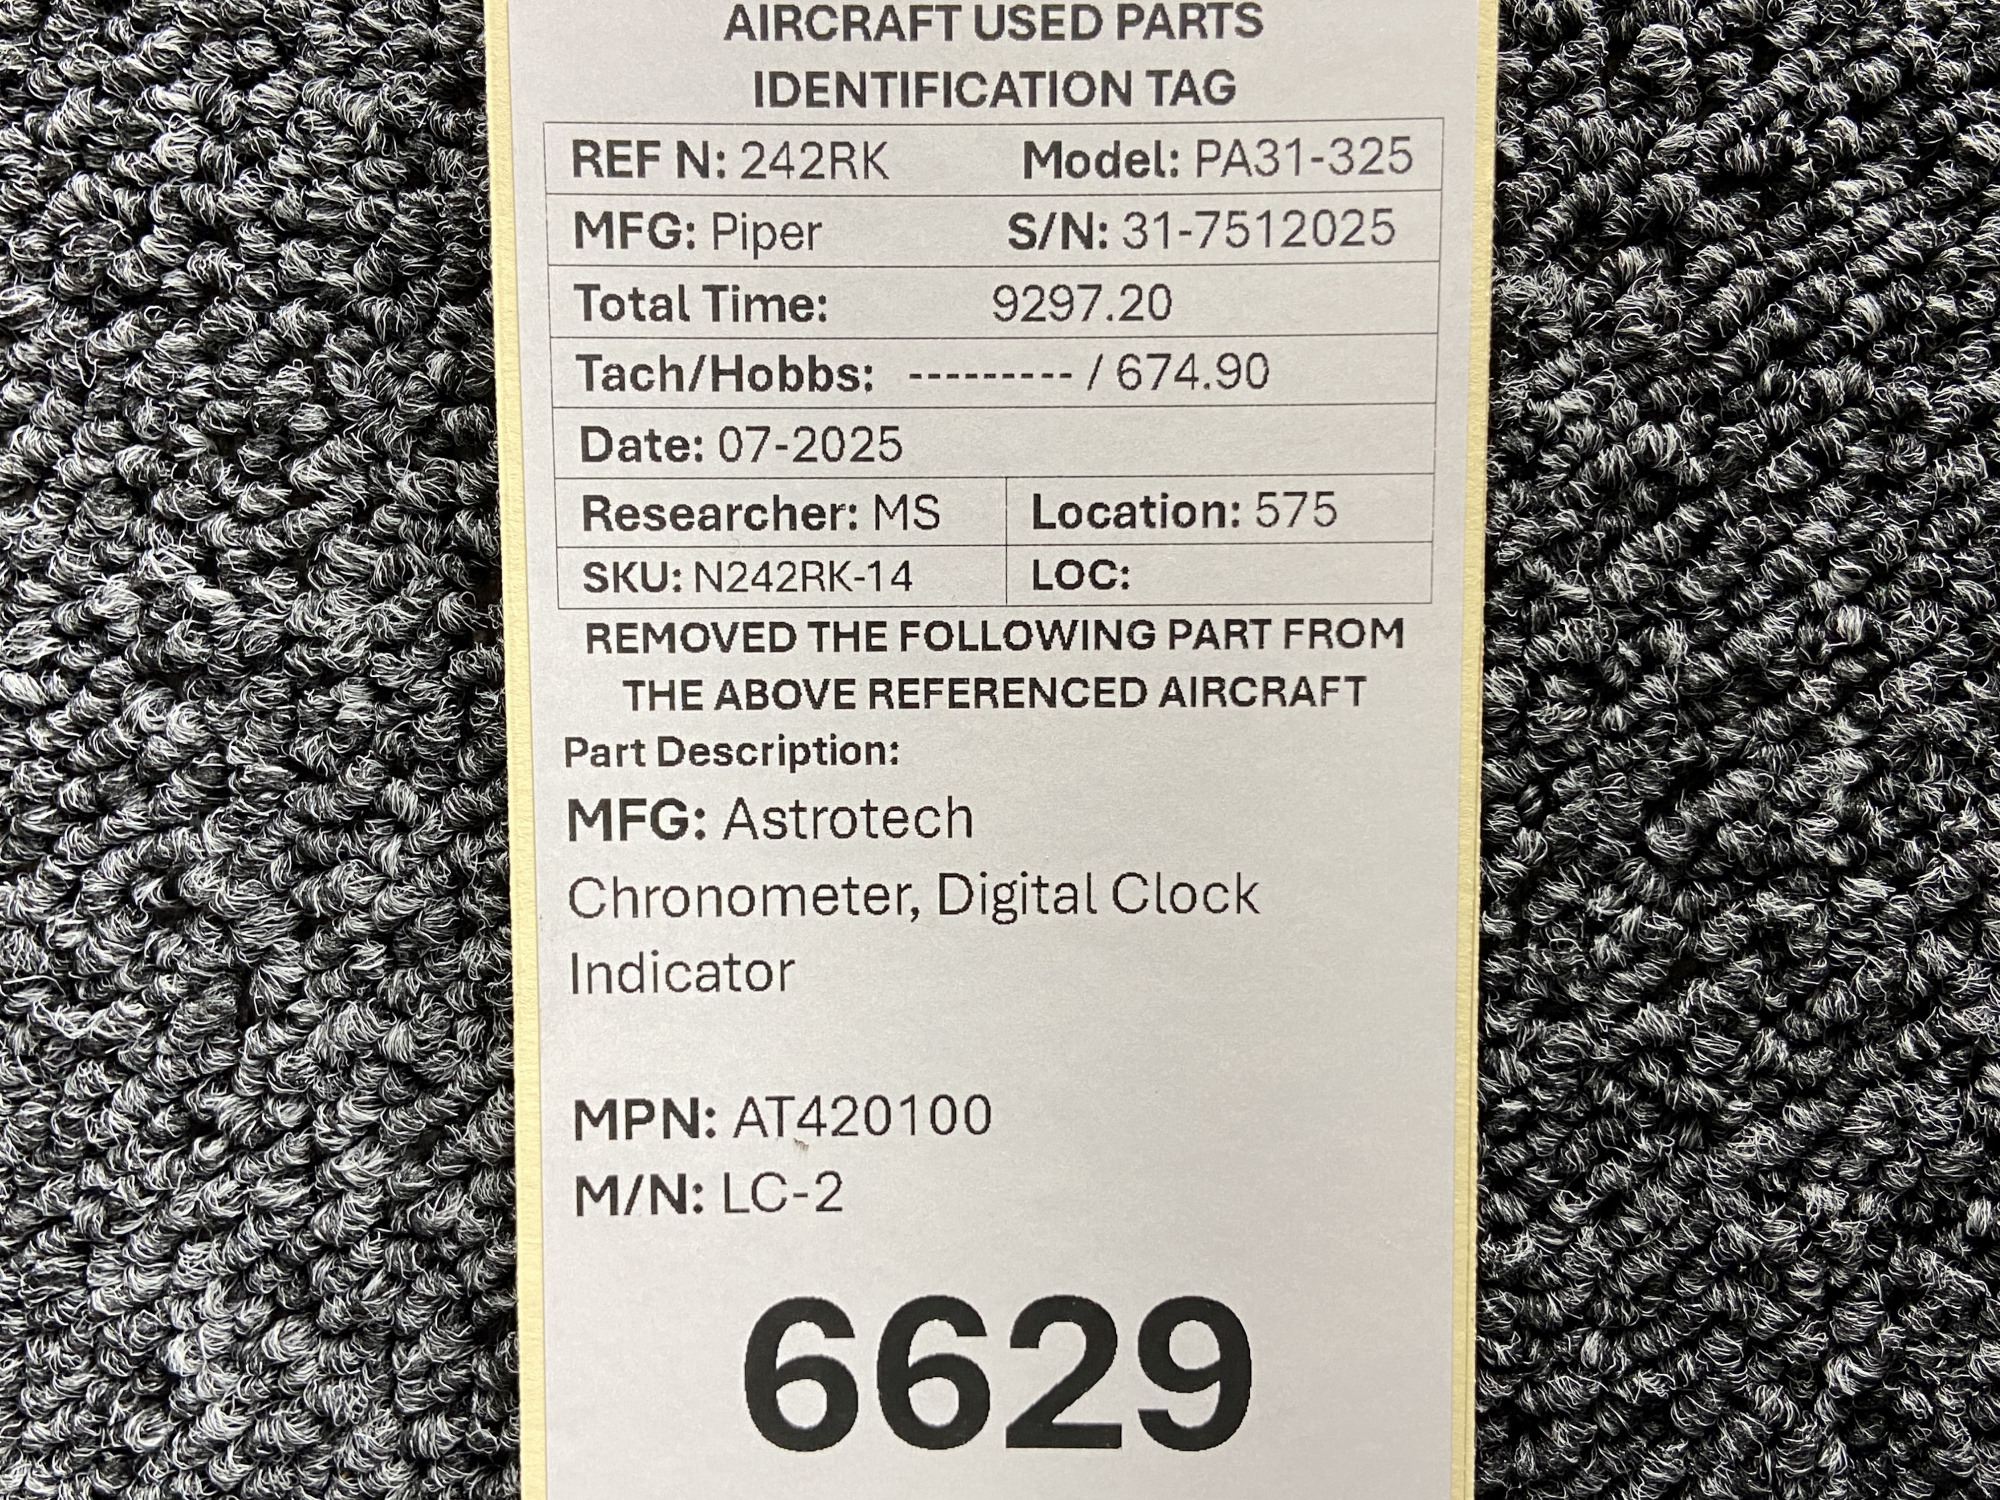 AIRCRAFT USED PARTS
IDENTIFICATION TAG
REF N: 242RK Model: PA31-325
MFG: Piper S/N: 31-7512025
Total Time: 9297.20
Tach/Hobbs: --------- / 674.90
Date: 07-2025
Researcher: MS Location: 575
SKU: N242RK-14 LOC:
REMOVED THE FOLLOWING PART FROM
THE ABOVE REFERENCED AIRCRAFT
Part Description:
MFG: Astrotech
Chronometer, Digital Clock
Indicator
MPN: AT420100
M/N: LC-2
6629